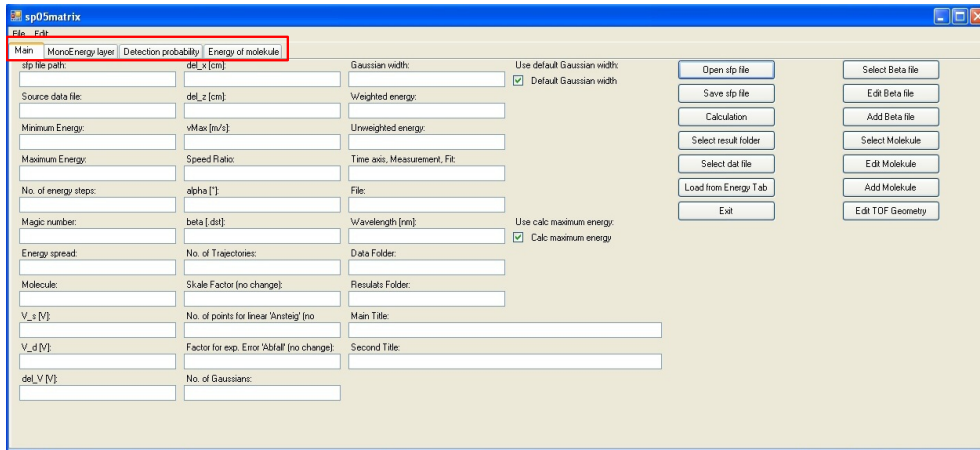 sp05matrix
File Edit
Main MonoEnergy layer Detection probability Energy of molekule
sfp file path: del_x [cm]: Gaussian width: Use default Gaussian width: Open sfp file Select Beta file
Default Gaussian width
Source data file: del_z [cm]: Weighted energy: Save sfp file Edit Beta file
Calculation Add Beta file
Minimum Energy: vMax [m/s]: Unweighted energy:
Select result folder Select Molekule
Maximum Energy: Speed Ratio: Time axis, Measurement, Fit: Select dat file Edit Molekule
No. of energy steps: alpha [°]: File: Load from Energy Tab Add Molekule
Exit Edit TOF Geometry
Magic number: beta [.dst]: Wavelength [nm]: Use calc maximum energy:
Calc maximum energy
Energy spread: No. of Trajectories: Data Folder:
Molecule: Skale Factor (no change): Resulats Folder:
V_s [V]: No. of points for linear 'Ansteig' (no Main Title:
V_d [V]: Factor for exp. Error 'Abfall' (no change): Second Title:
del_V [V]: No. of Gaussians: